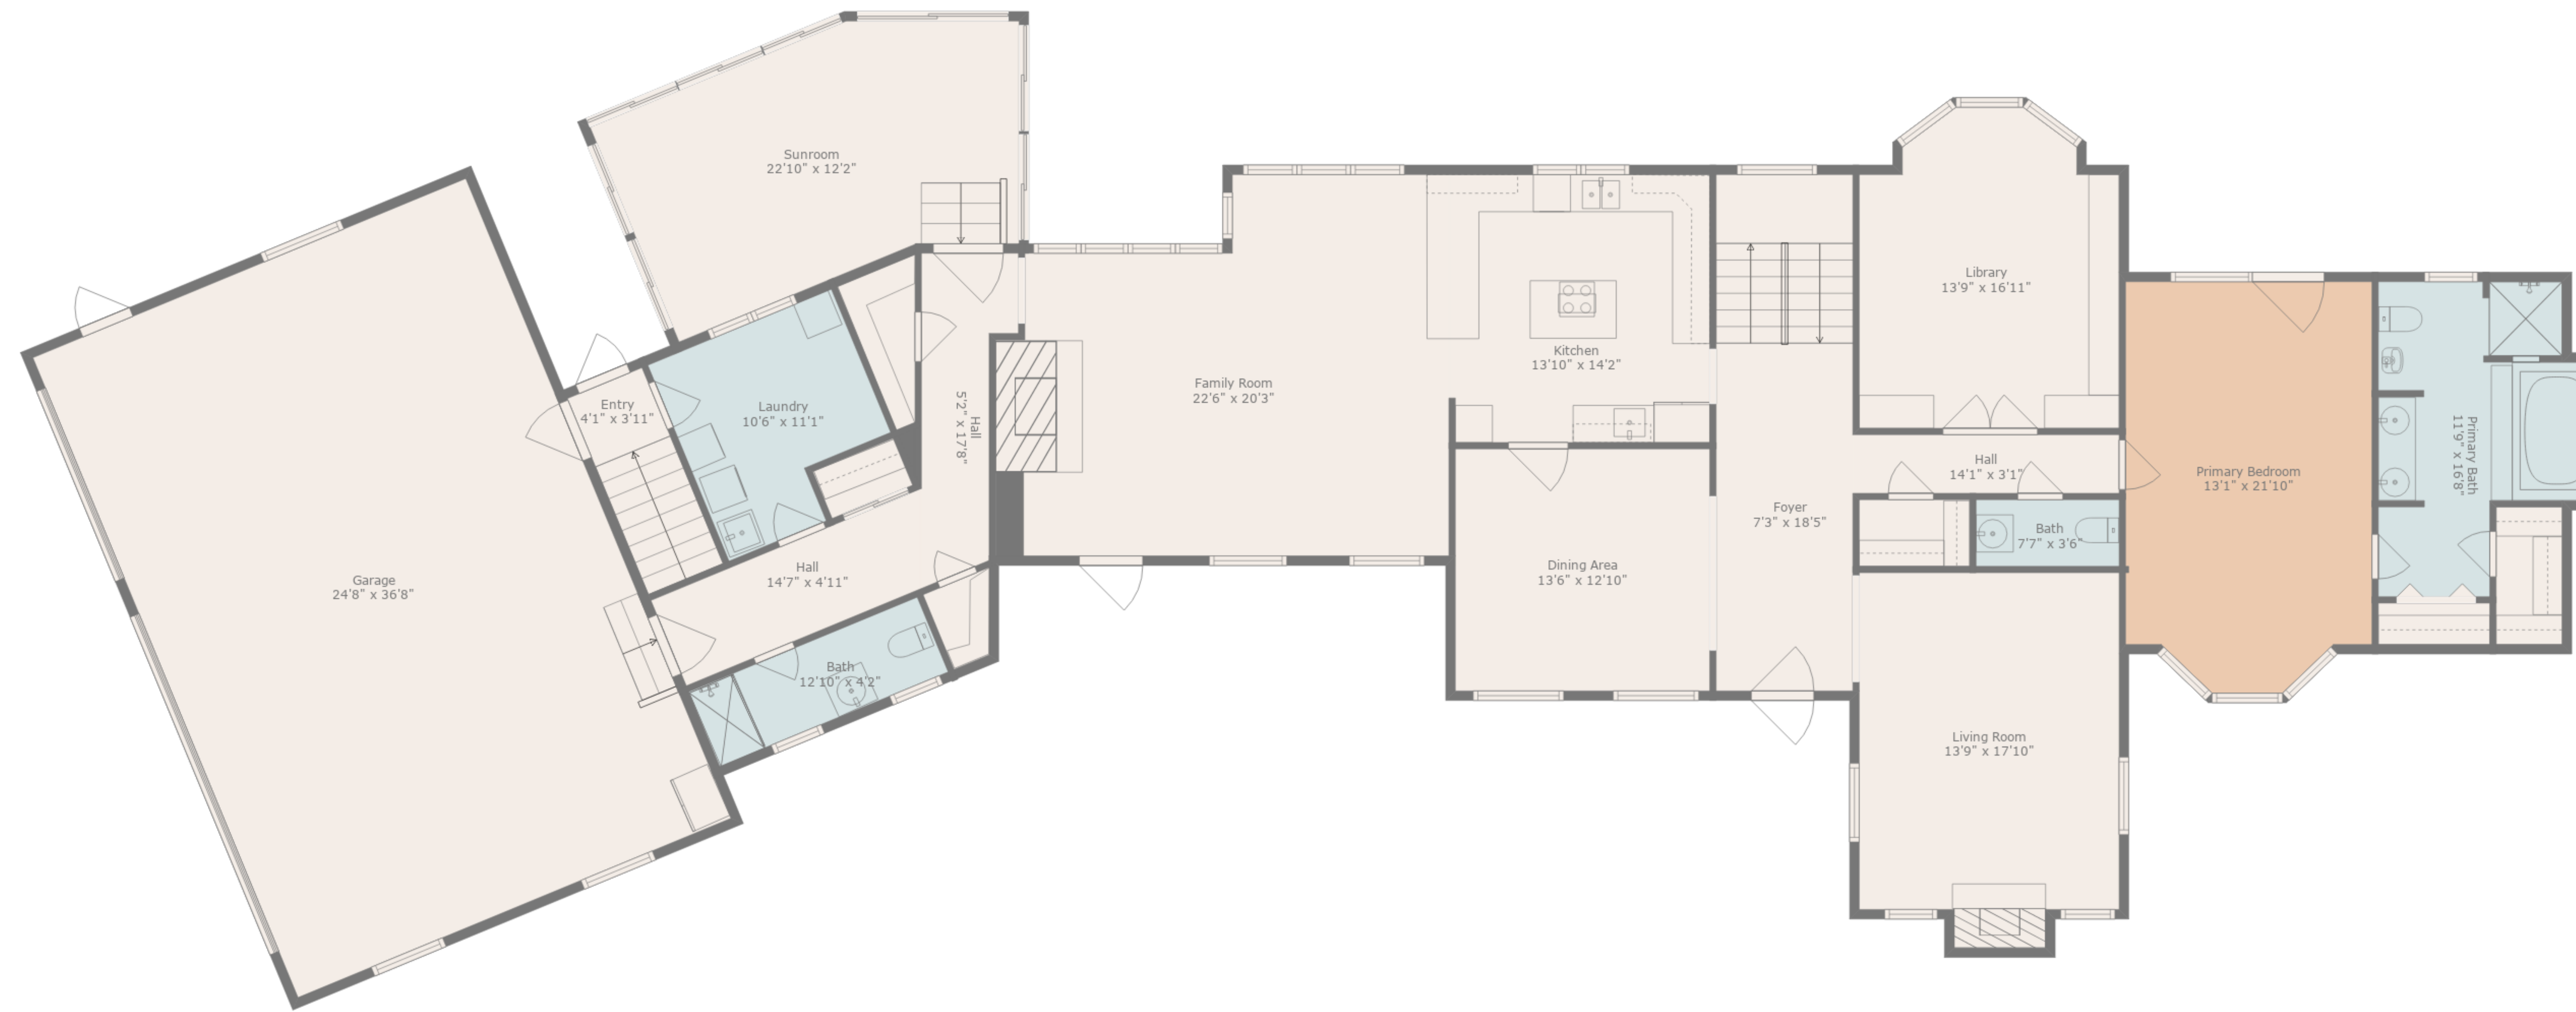 Sunroom
22'10" x 12'2"
Garage
24'8" x 36'8"
Entry
4'1" x 3'11"
Laundry
10'6" x 11'1"
Hall
5'2" x 17'8"
Hall
14'7" x 4'11"
Bath
12'10" x 4'2"
Family Room
22'6" x 20'3"
Kitchen
13'10" x 14'2"
Dining Area
13'6" x 12'10"
Foyer
7'3" x 18'5"
Library
13'9" x 16'11"
Hall
14'1" x 3'1"
Bath
7'7" x 3'6"
Living Room
13'9" x 17'10"
Primary Bedroom
13'1" x 21'10"
Primary Bath
11'9" x 16'8"